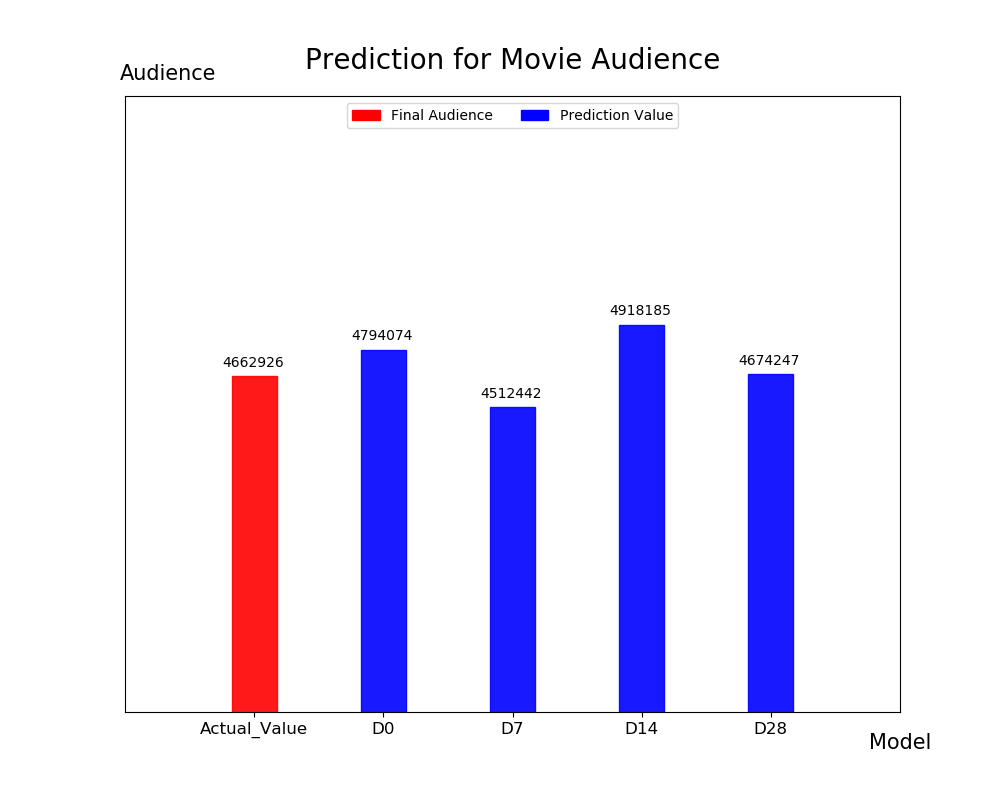 Prediction for Movie Audience
Audience
Final Audience
Prediction Value
4662926
4794074
4512442
4918185
4674247
Actual_Value
D0
D7
D14
D28
Model